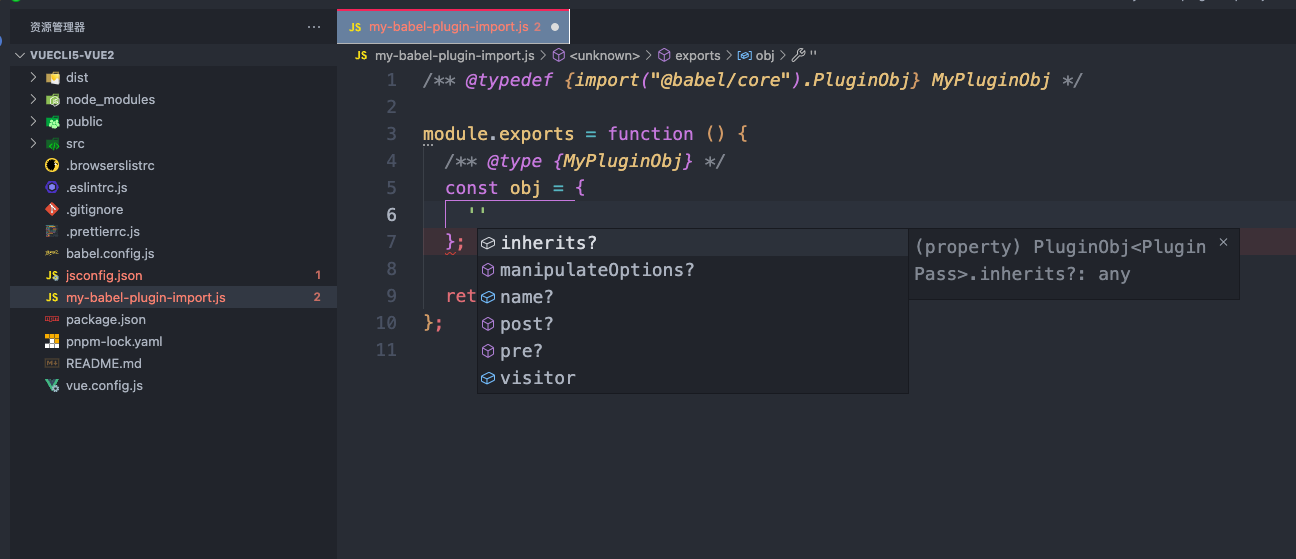 资源管理器
···
JS my-babel-plugin-import.js 2
VUECLI5-VUE2
dist
node_modules
public
src
.browserslistrc
.eslintrc.js
.gitignore
.prettierrc.js
babel.config.js
JS jsconfig.json 1
JS my-babel-plugin-import.js 2
package.json
pnpm-lock.yaml
README.md
vue.config.js
JS my-babel-plugin-import.js > <unknown> > exports > obj > ''
1 /** @typedef {import("@babel/core").PluginObj} MyPluginObj */
2
3 module.exports = function () {
4 /** @type {MyPluginObj} */
5 const obj = {
6 ''
7 };
8
9 ret
10 };
11
inherits?
manipulateOptions?
name?
post?
pre?
visitor
(property) PluginObj<Plugin
Pass>.inherits?: any